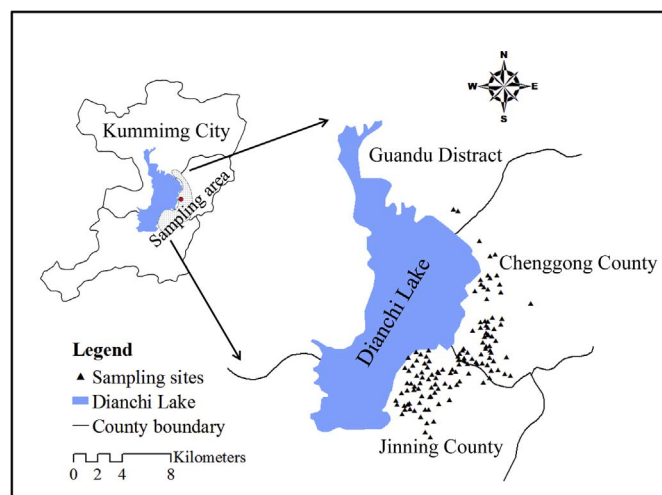 N
W E
S
Kummimg City
Sampling area
Guandu Distract
Chenggong County
Dianchi Lake
Jinning County
Legend
Sampling sites
Dianchi Lake
County boundary
Kilometers
0 2 4 8